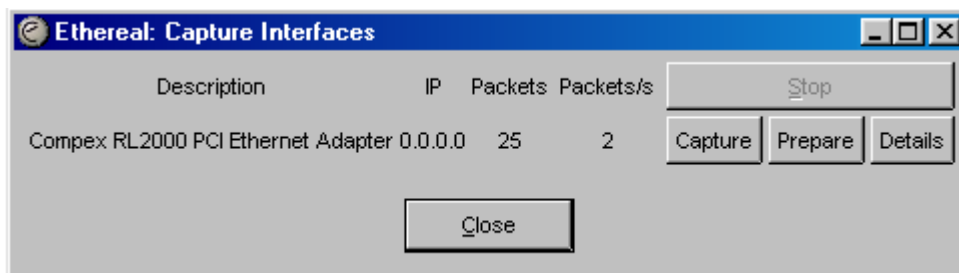 Ethereal: Capture Interfaces
Description IP Packets Packets/s Stop
Compex RL2000 PCI Ethernet Adapter 0.0.0.0 25 2 Capture Prepare Details
Close